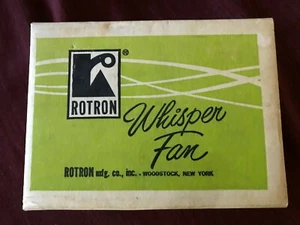 ®
ROTRON
Whisper
Fan
ROTRON mfg. co., inc. - WOODSTOCK, NEW YORK